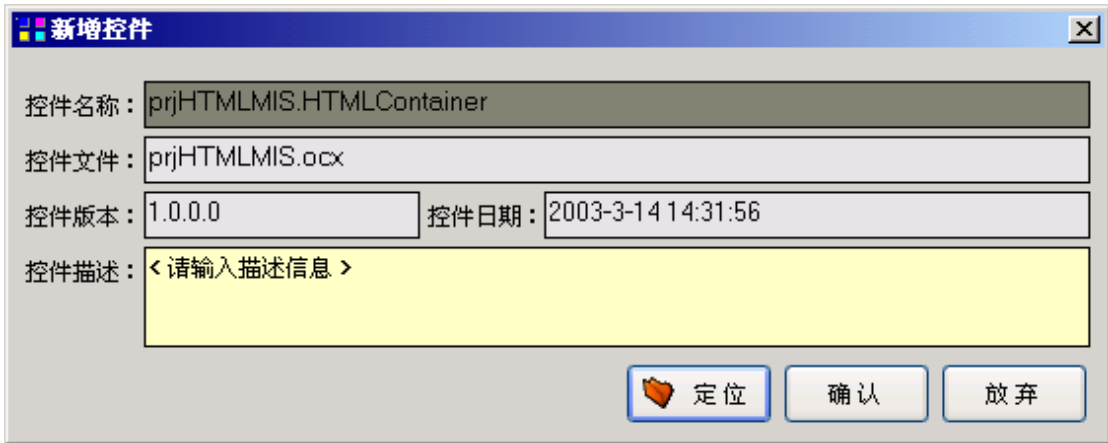 新增控件
控件名称：prjHTMLMIS.HTMLContainer
控件文件：prjHTMLMIS.ocx
控件版本：1.0.0.0 控件日期：2003-3-14 14:31:56
控件描述：<请输入描述信息>
定位 确认 放弃